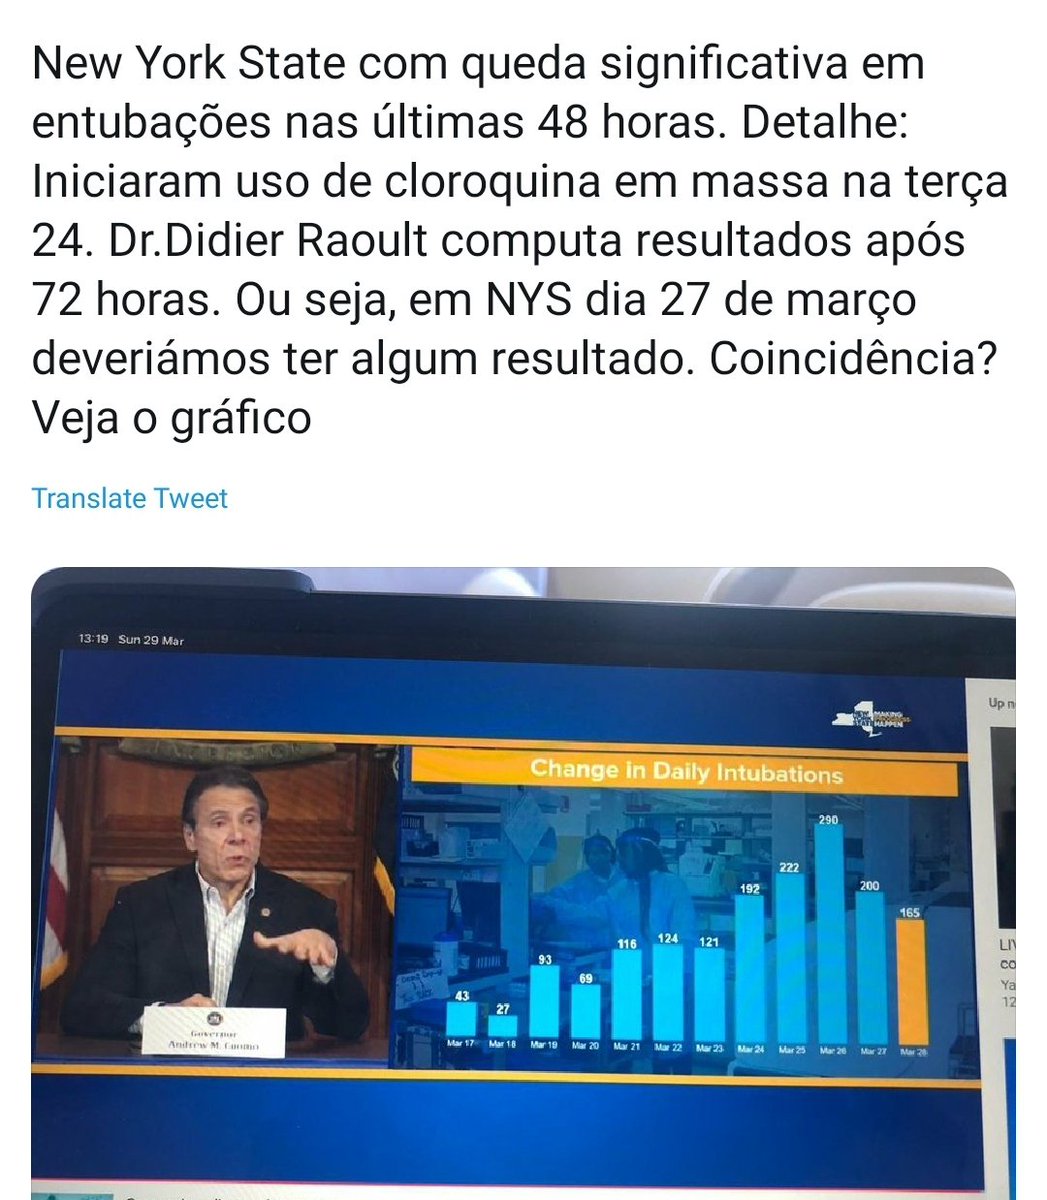 New York State com queda significativa em
entubações nas últimas 48 horas. Detalhe:
Iniciaram uso de cloroquina em massa na terça
24. Dr.Didier Raoult computa resultados após
72 horas. Ou seja, em NYS dia 27 de março
deveriámos ter algum resultado. Coincidência?
Veja o gráfico
Translate Tweet
13:19 Sun 29 Mar
Up n
MAKING
HAPPEN
Change in Daily Intubations
290
222
200
192
165
116
124
121
93
69
43
27
Mar 17
Mar 18
Mar 19
Mar 20
Mar 21
Mar 22
Mar 23
Mar 24
Mar 25
Mar 26
Mar 27
Mar 28
Governor
Andrew M. Cuomo
LIV
co
Ya
12